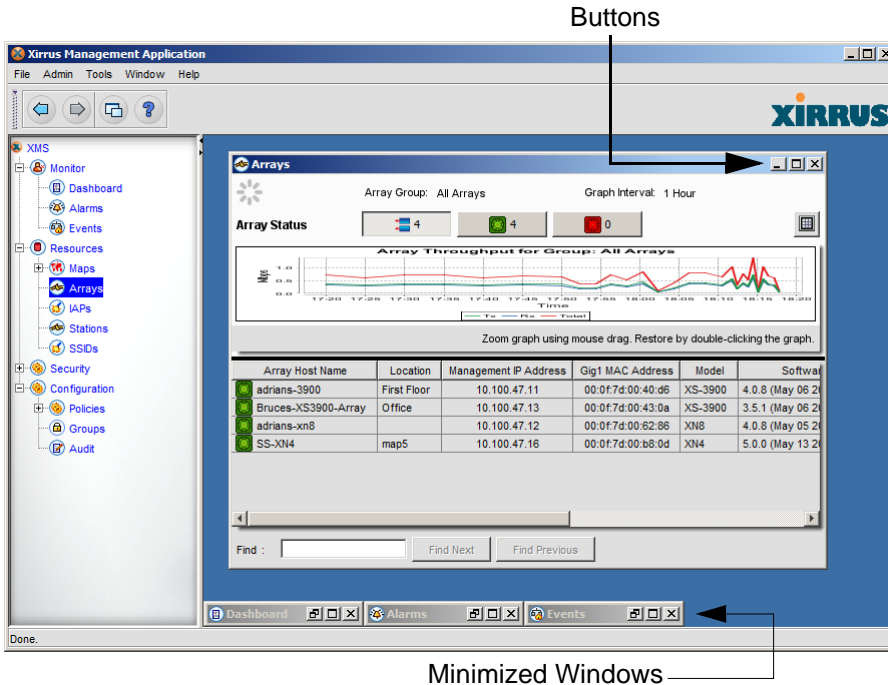 Buttons
Xirrus Management Application
File Admin Tools Window Help
XIRRUS
XMS
Monitor
Dashboard
Alarms
Events
Resources
Maps
Arrays
IAPs
Stations
SSIDs
Security
Configuration
Policies
Groups
Audit
Arrays
Array Group: All Arrays Graph Interval: 1 Hour
Array Status 4 4 0
Array Throughput for Group: All Arrays
Mbps
1.0
0.5
0.0
17:20 17:25 17:30 17:35 17:40 17:45 17:50 17:55 18:00 18:05 18:10 18:15 18:20
Time
Tx Rx Total
Zoom graph using mouse drag. Restore by double-clicking the graph.
Array Host Name Location Management IP Address Gig1 MAC Address Model Softwar
adrians-3900 First Floor 10.100.47.11 00:0f:7d:00:40:d6 XS-3900 4.0.8 (May 06 20
Bruces-XS3900-Array Office 10.100.47.13 00:0f:7d:00:43:0a XS-3900 3.5.1 (May 06 20
adrians-xn8 10.100.47.12 00:0f:7d:00:62:86 XN8 4.0.8 (May 05 20
SS-XN4 map5 10.100.47.16 00:0f:7d:00:b8:0d XN4 5.0.0 (May 13 20
Find : Find Next Find Previous
Dashboard Alarms Events
Done.
Minimized Windows